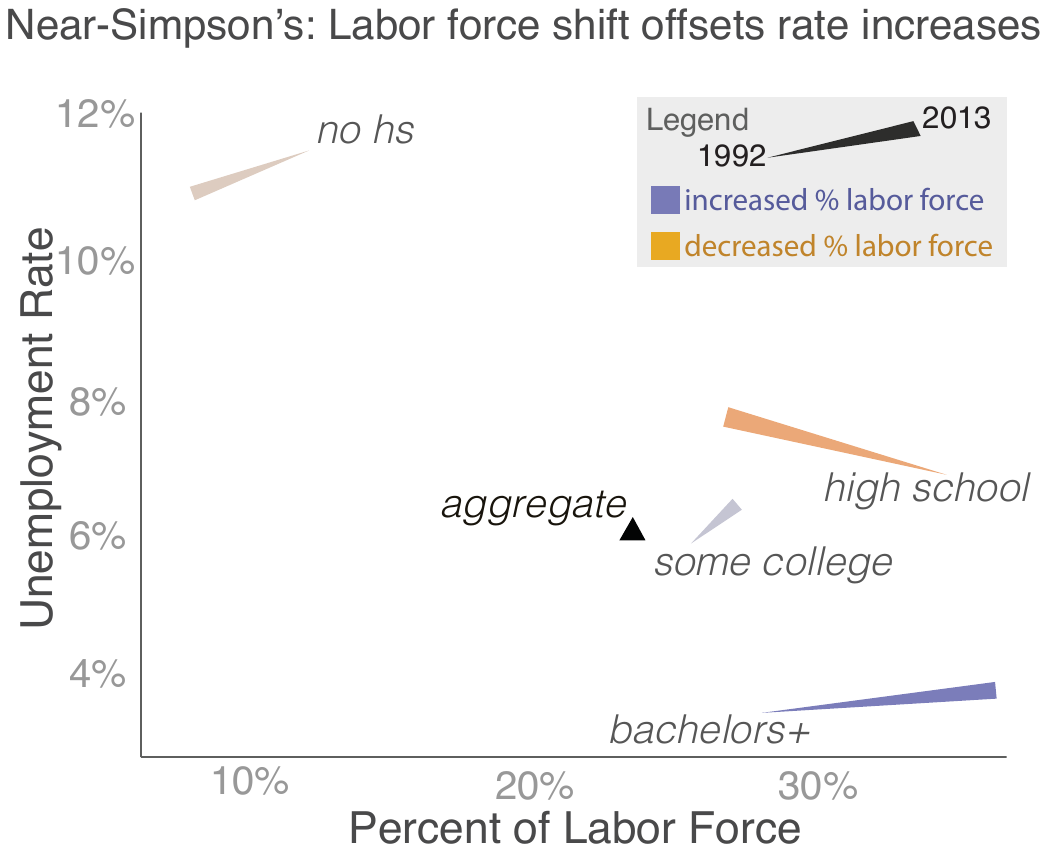 Near-Simpson's: Labor force shift offsets rate increases
12%
no hs
Legend
2013
1992
increased % labor force
decreased % labor force
10%
Unemployment Rate
8%
high school
aggregate
6%
some college
4%
bachelors+
10%
20%
30%
Percent of Labor Force